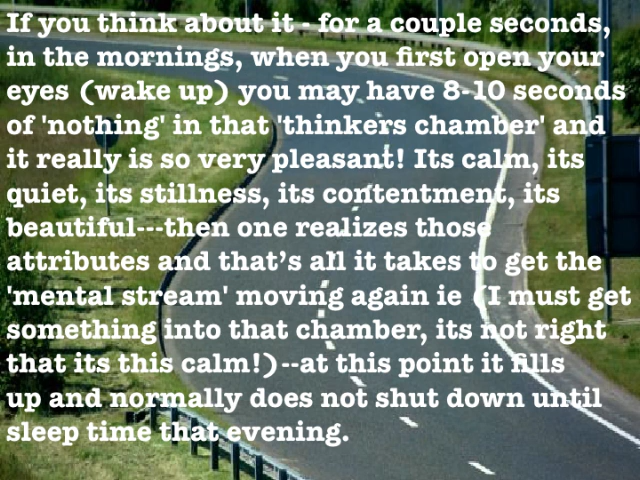 If you think about it - for a couple seconds,
in the mornings, when you first open your
eyes (wake up) you may have 8-10 seconds
of 'nothing' in that 'thinkers chamber' and
it really is so very pleasant! Its calm, its
quiet, its stillness, its contentment, its
beautiful---then one realizes those
attributes and that’s all it takes to get the
'mental stream' moving again ie (I must get
something into that chamber, its not right
that its this calm!)--at this point it fills
up and normally does not shut down until
sleep time that evening.